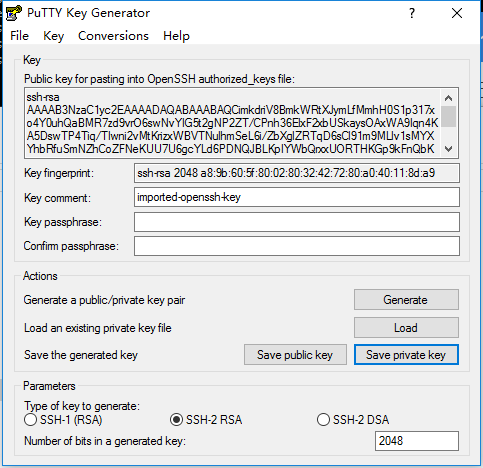 PuTTY Key Generator
File Key Conversions Help
Key
Public key for pasting into OpenSSH authorized_keys file:
ssh-rsa
AAAAB3NzaC1yc2EAAAADAQABAAABAQCimkdriV8BmkWRtXJymLfMmhH0S1p317x
o4Y0uhQaBMR7zd9vrO6swNvYlG5t2gNP2ZT/CPnh36ElxF2xbUSkaysOAxWA9Iqn4K
A5DswTP4Tiq/TIwni2vMtKrizxWBVTNulhmSeL6i/ZbXglZRTqD6sCl91m9MLlv1sMYX
YhbRfuSmNZhCoZFNeKUU7U6gcYLd6PDNQJBLKpIYWbQrxxUORTHKGp9kFnQbK
Key fingerprint: ssh-rsa 2048 a8:9b:60:5f:80:02:80:32:42:72:80:a0:40:11:8d:a9
Key comment: imported-openssh-key
Key passphrase:
Confirm passphrase:
Actions
Generate a public/private key pair Generate
Load an existing private key file Load
Save the generated key Save public key Save private key
Parameters
Type of key to generate:
SSH-1 (RSA) SSH-2 RSA SSH-2 DSA
Number of bits in a generated key: 2048